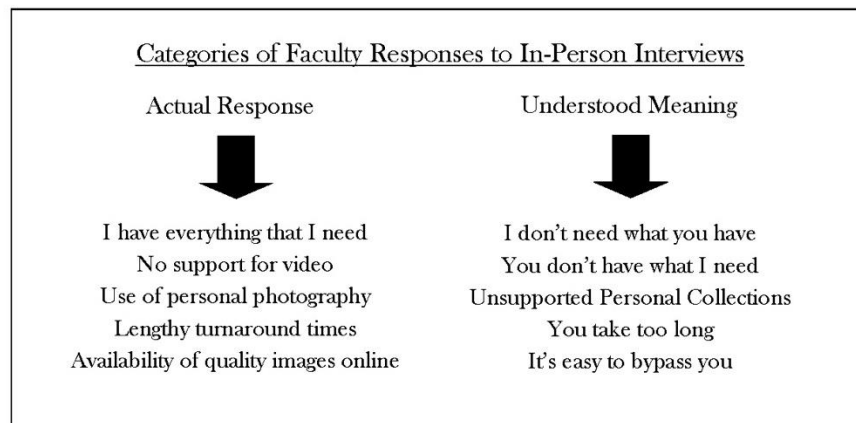 Categories of Faculty Responses to In-Person Interviews
Actual Response
I have everything that I need
No support for video
Use of personal photography
Lengthy turnaround times
Availability of quality images online
Understood Meaning
I don't need what you have
You don't have what I need
Unsupported Personal Collections
You take too long
It's easy to bypass you